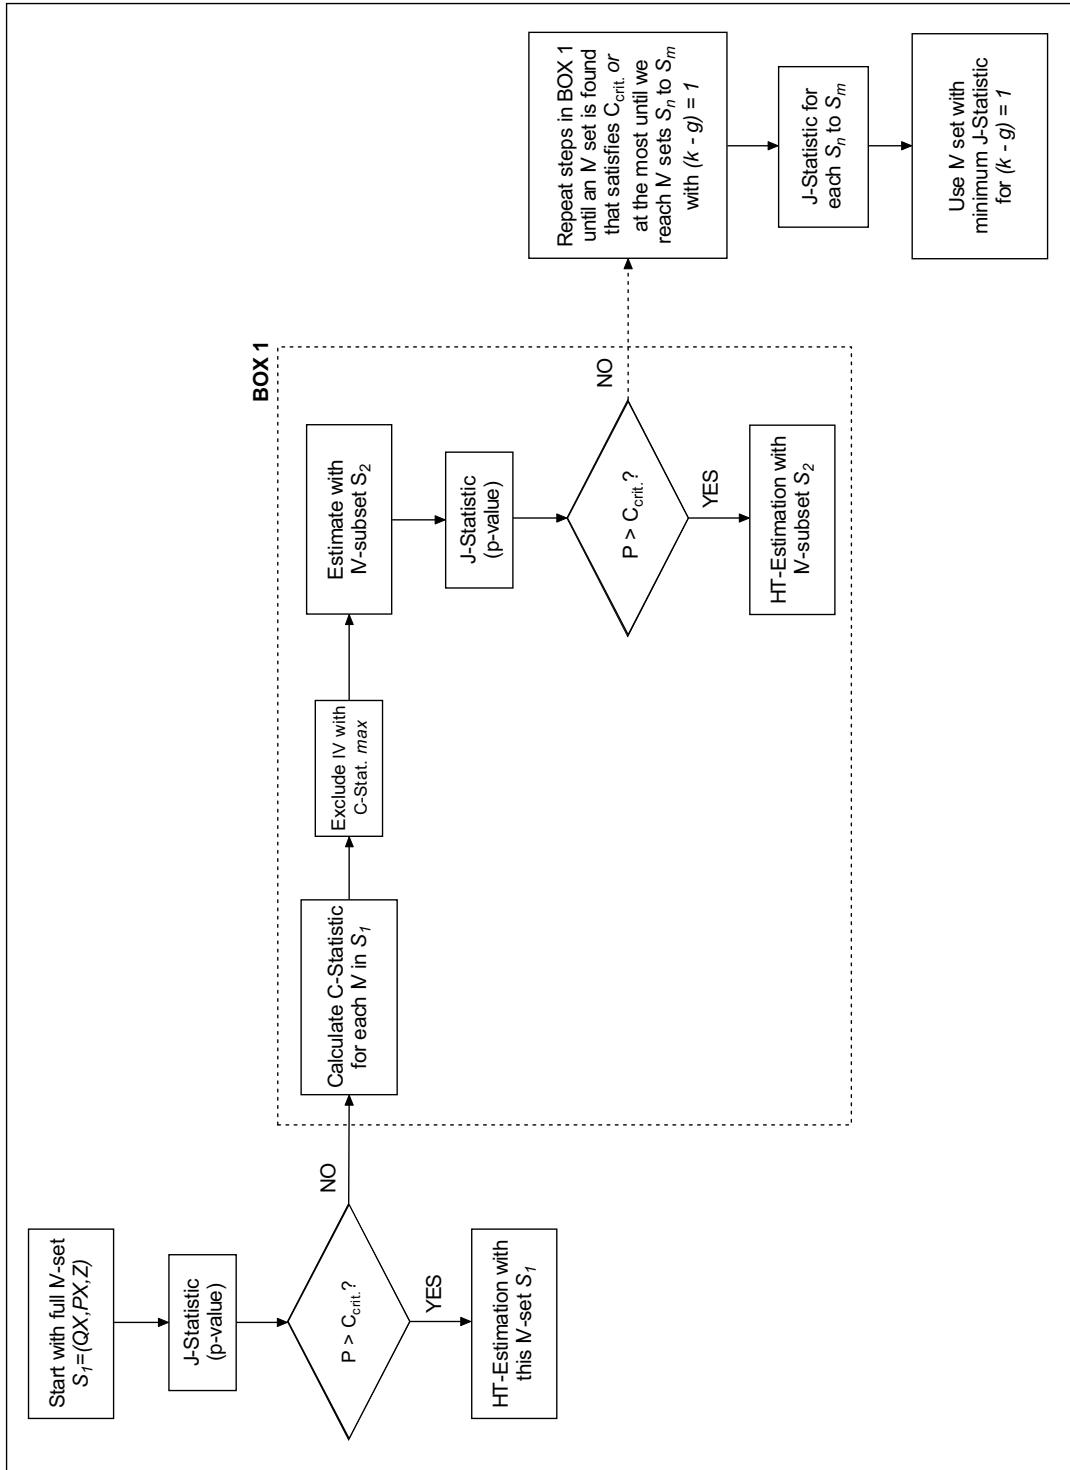 Start with full IV-set
S₁=(QX,PX,Z)
J-Statistic
(p-value)
P > C_crit.?
YES
HT-Estimation with
this IV-set S₁
NO
BOX 1
Calculate C-Statistic
for each IV in S₁
Exclude IV with
C-Stat. max
Estimate with
IV-subset S₂
J-Statistic
(p-value)
P > C_crit.?
YES
HT-Estimation with
IV-subset S₂
NO
Repeat steps in BOX 1
until an IV set is found
that satisfies C_crit. or
at the most until we
reach IV sets Sₙ to Sₘ
with (k - g) = 1
J-Statistic for
each Sₙ to Sₘ
Use IV set with
minimum J-Statistic
for (k - g) = 1